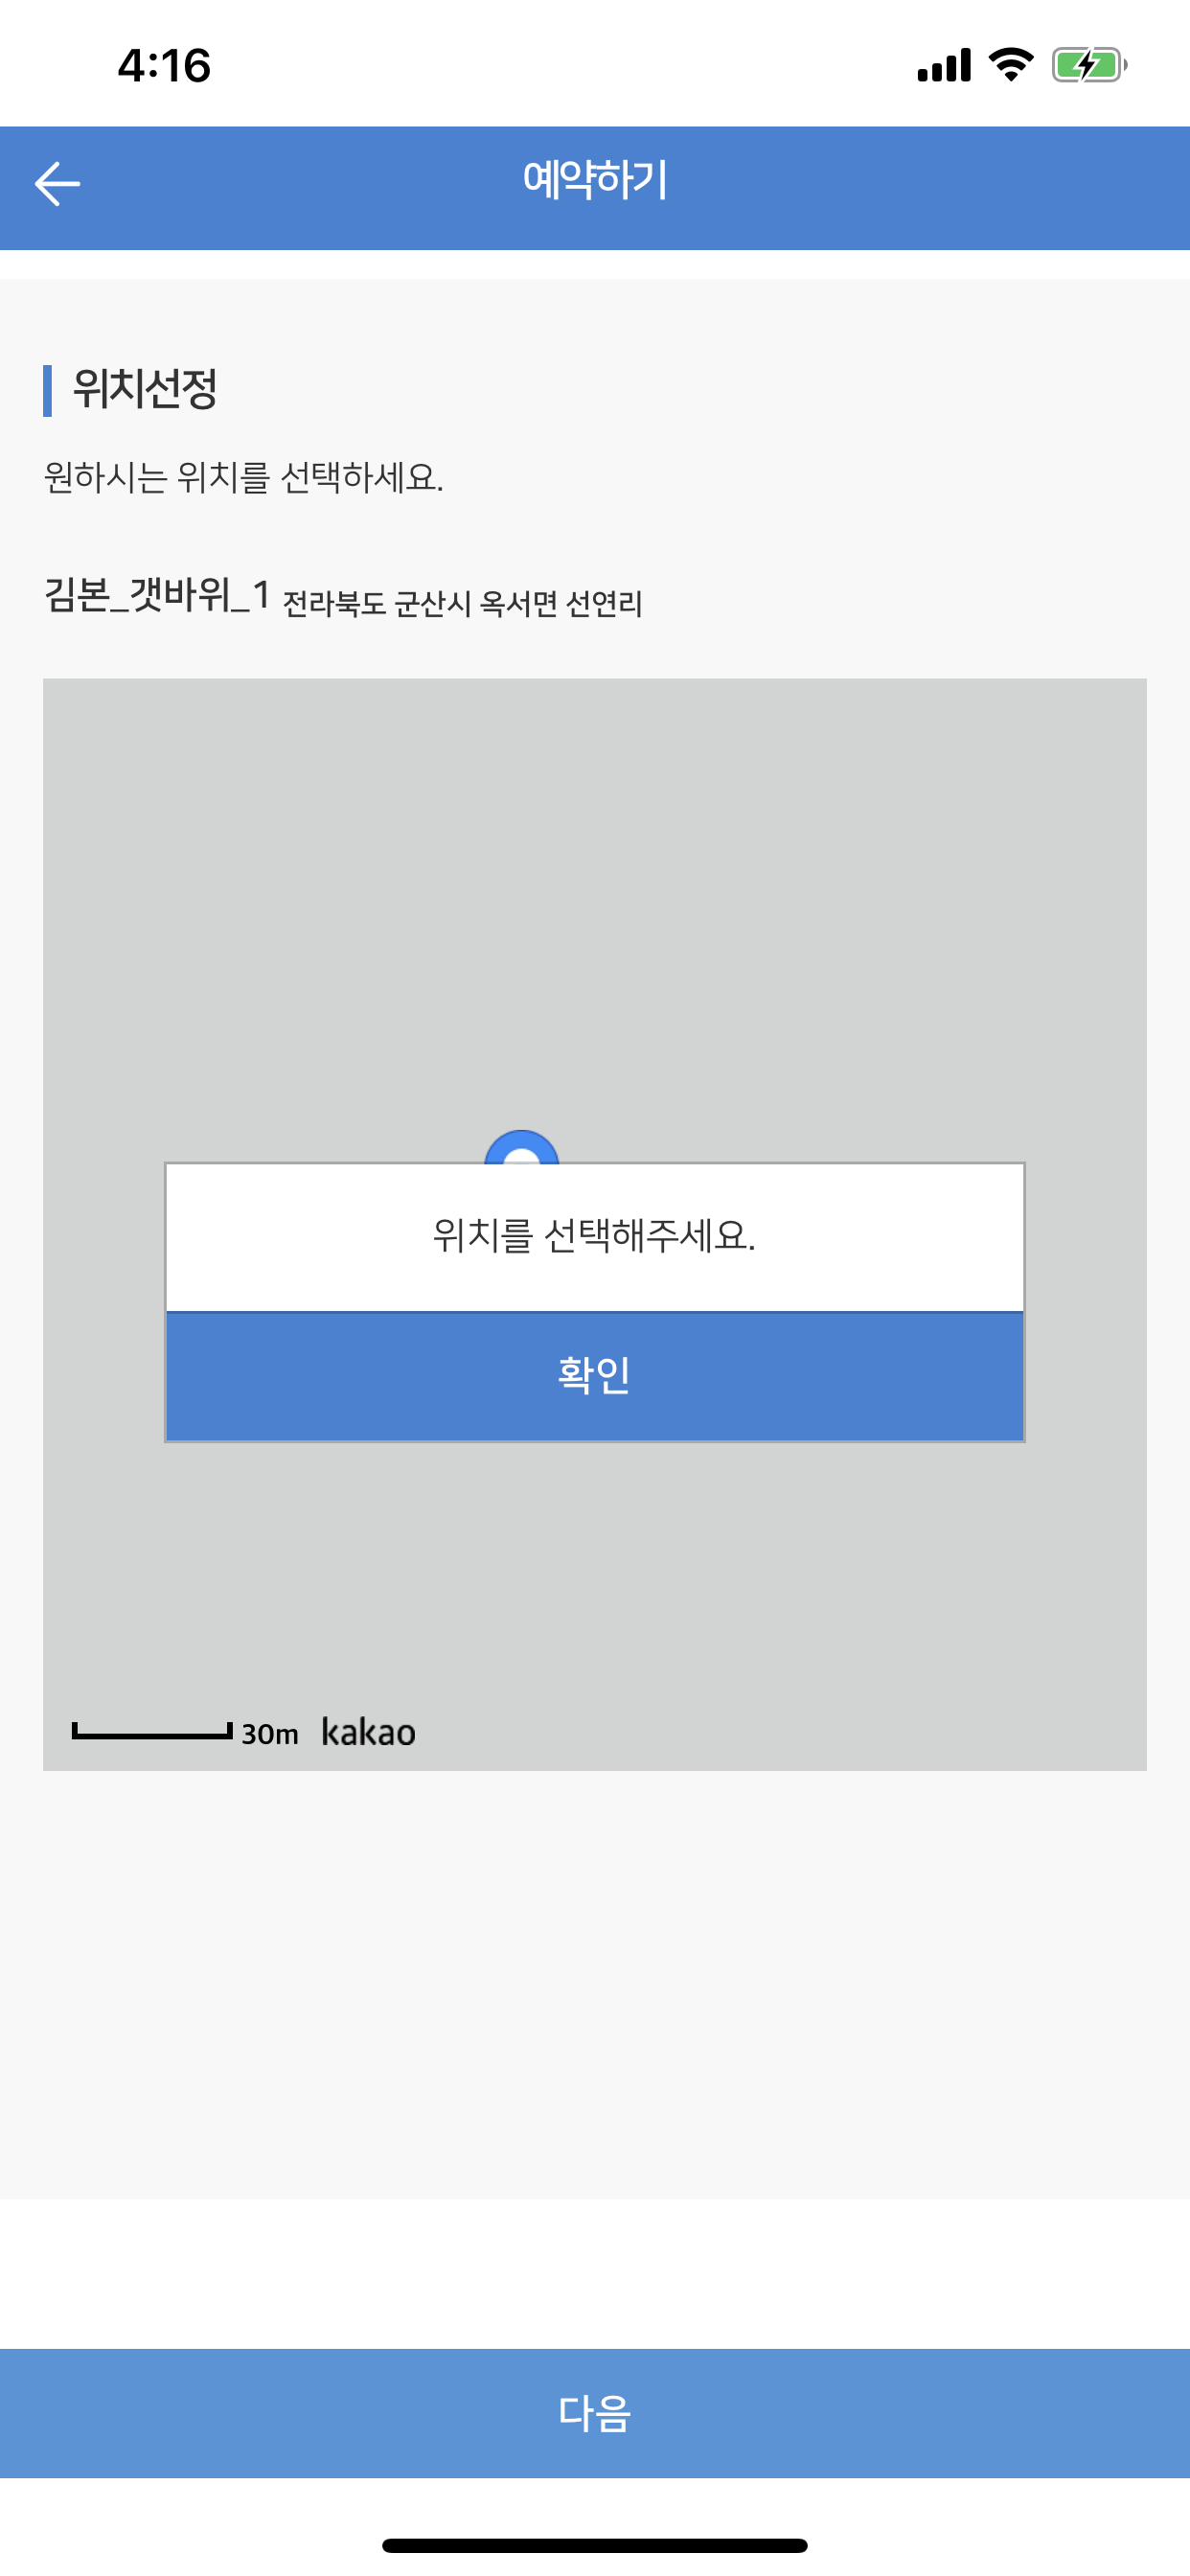 4:16
예약하기
위치선정
원하시는 위치를 선택하세요.
김본_갯바위_1 전라북도 군산시 옥서면 선연리
위치를 선택해주세요.
확인
30m kakao
다음